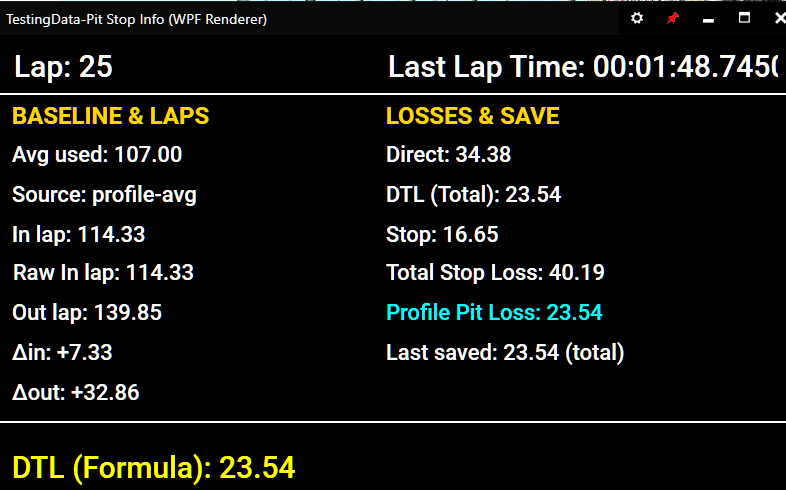 TestingData-Pit Stop Info (WPF Renderer)
Lap: 25
Last Lap Time: 00:01:48.7450
BASELINE & LAPS
Avg used: 107.00
Source: profile-avg
In lap: 114.33
Raw In lap: 114.33
Out lap: 139.85
Δin: +7.33
Δout: +32.86
LOSSES & SAVE
Direct: 34.38
DTL (Total): 23.54
Stop: 16.65
Total Stop Loss: 40.19
Profile Pit Loss: 23.54
Last saved: 23.54 (total)
DTL (Formula): 23.54